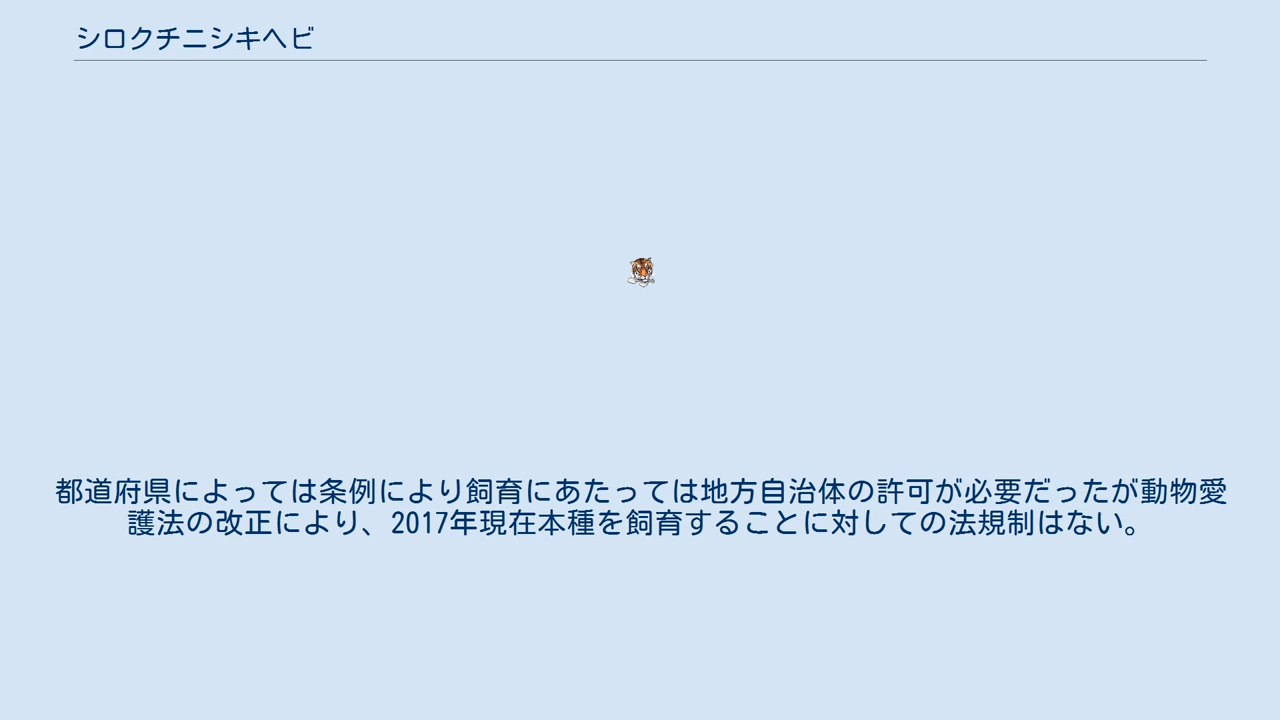 シロクチニシキヘビ
都道府県によっては条例により飼育にあたっては地方自治体の許可が必要だったが動物愛
護法の改正により、2017年現在本種を飼育することに対しての法規制はない。